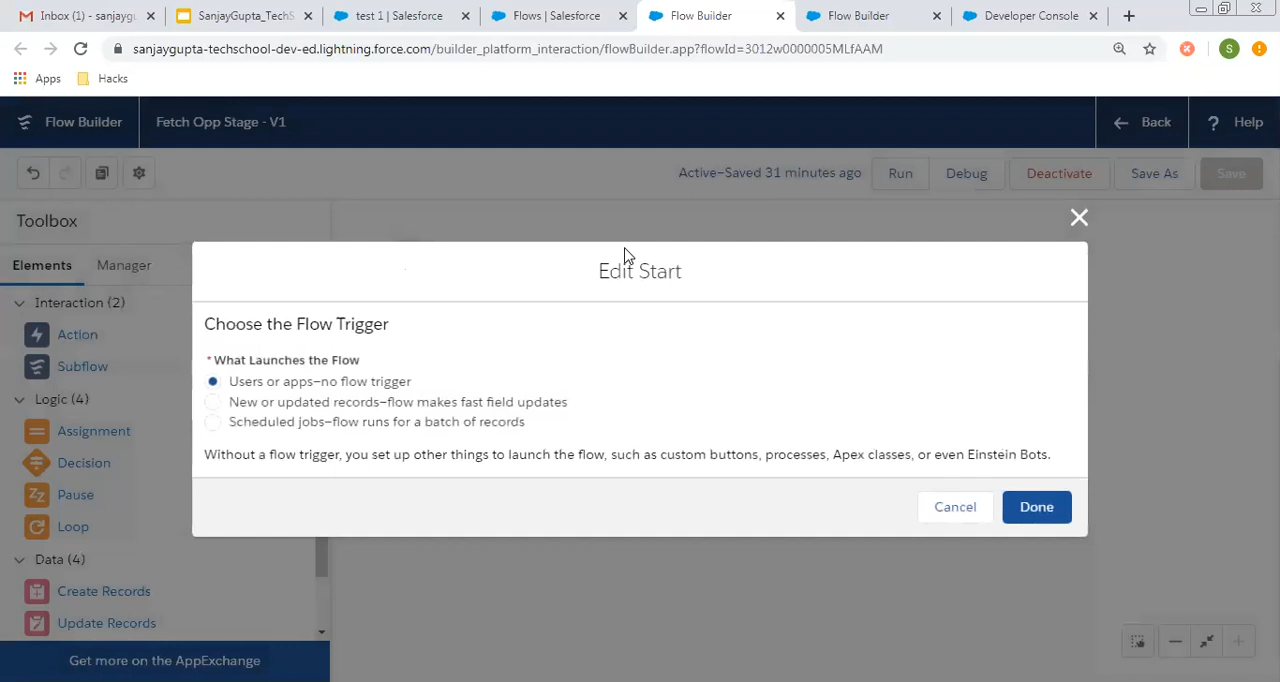 Inbox (1) - sanjaygu
SanjayGupta_TechS
test 1 | Salesforce
Flows | Salesforce
Flow Builder
Flow Builder
Developer Console
sanjaygupta-techschool-dev-ed.lightning.force.com/builder_platform_interaction/flowBuilder.app?flowId=3012w0000005MLfAAM
S
Apps
Hacks
Flow Builder
Fetch Opp Stage - V1
Back
? Help
Active–Saved 31 minutes ago
Run
Debug
Deactivate
Save As
Save
Toolbox
Elements
Manager
Interaction (2)
Action
Subflow
Logic (4)
Assignment
Decision
Pause
Loop
Data (4)
Create Records
Update Records
Get more on the AppExchange
Edit Start
Choose the Flow Trigger
*What Launches the Flow
Users or apps–no flow trigger
New or updated records–flow makes fast field updates
Scheduled jobs–flow runs for a batch of records
Without a flow trigger, you set up other things to launch the flow, such as custom buttons, processes, Apex classes, or even Einstein Bots.
Cancel
Done